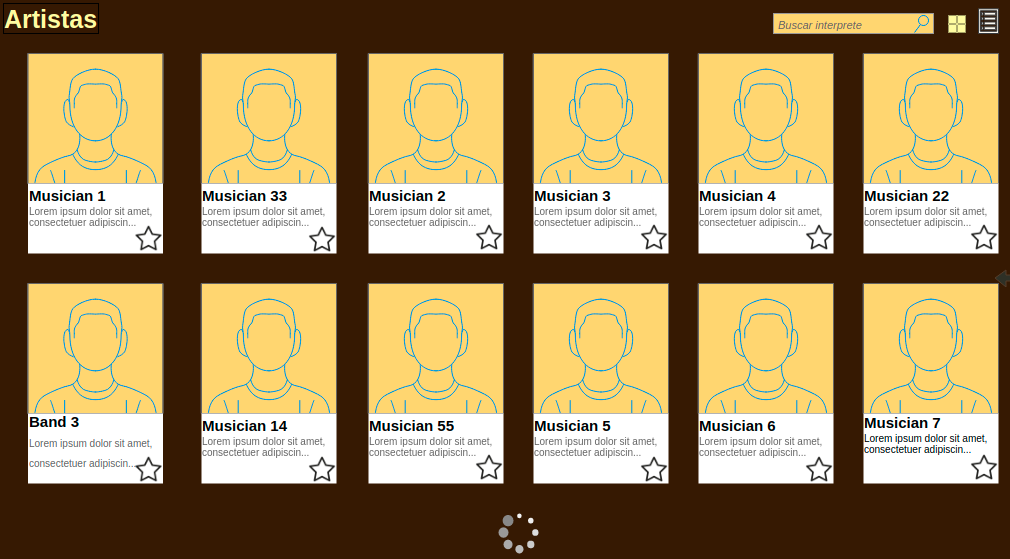 Artistas
Buscar interprete
Musician 1
Lorem ipsum dolor sit amet,
consectetuer adipiscin...
Musician 33
Lorem ipsum dolor sit amet,
consectetuer adipiscin...
Musician 2
Lorem ipsum dolor sit amet,
consectetuer adipiscin...
Musician 3
Lorem ipsum dolor sit amet,
consectetuer adipiscin...
Musician 4
Lorem ipsum dolor sit amet,
consectetuer adipiscin...
Musician 22
Lorem ipsum dolor sit amet,
consectetuer adipiscin...
Band 3
Lorem ipsum dolor sit amet,
consectetuer adipiscin...
Musician 14
Lorem ipsum dolor sit amet,
consectetuer adipiscin...
Musician 55
Lorem ipsum dolor sit amet,
consectetuer adipiscin...
Musician 5
Lorem ipsum dolor sit amet,
consectetuer adipiscin...
Musician 6
Lorem ipsum dolor sit amet,
consectetuer adipiscin...
Musician 7
Lorem ipsum dolor sit amet,
consectetuer adipiscin...